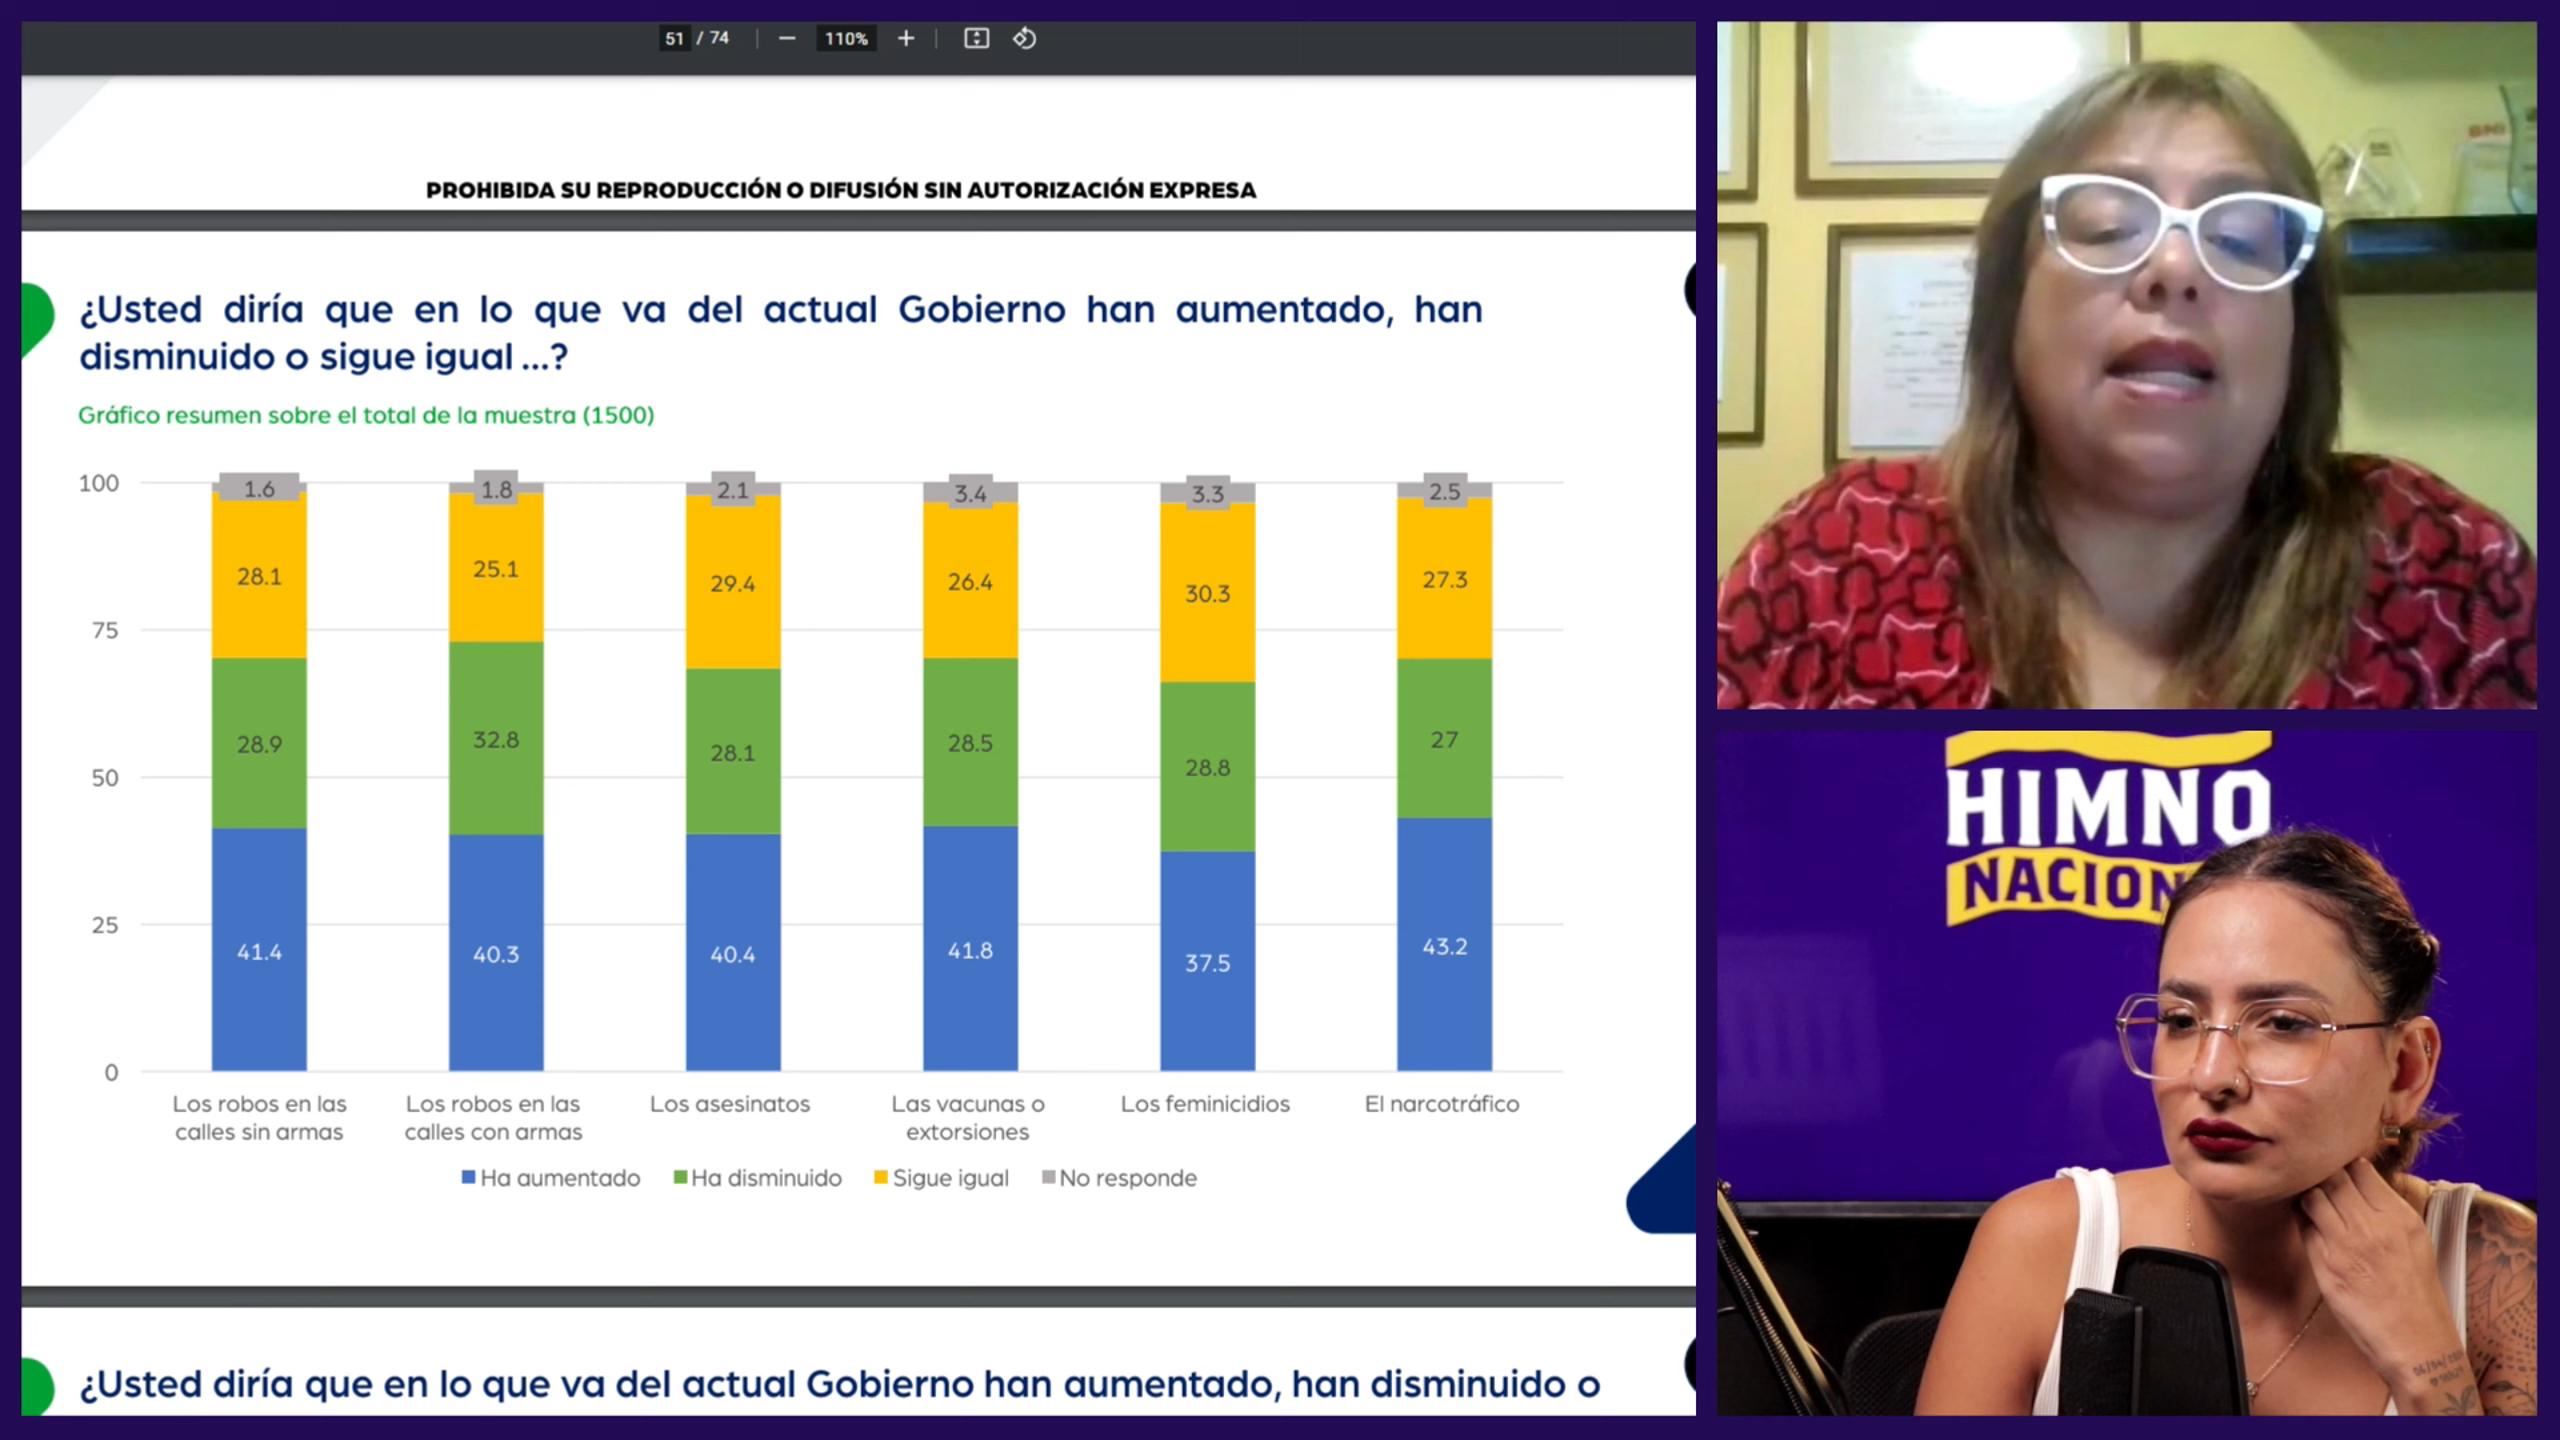 51 / 74 110%
PROHIBIDA SU REPRODUCCIÓN O DIFUSIÓN SIN AUTORIZACIÓN EXPRESA
¿Usted diría que en lo que va del actual Gobierno han aumentado, han
disminuido o sigue igual ...?
Gráfico resumen sobre el total de la muestra (1500)
100
75
50
25
0
1.6 1.8 2.1 3.4 3.3 2.5
28.1 25.1 29.4 26.4 30.3 27.3
28.9 32.8 28.1 28.5 28.8 27
41.4 40.3 40.4 41.8 37.5 43.2
Los robos en las
calles sin armas
Los robos en las
calles con armas
Los asesinatos
Las vacunas o
extorsiones
Los feminicidios
El narcotráfico
Ha aumentado Ha disminuido Sigue igual No responde
¿Usted diría que en lo que va del actual Gobierno han aumentado, han disminuido o
HIMNO
NACION